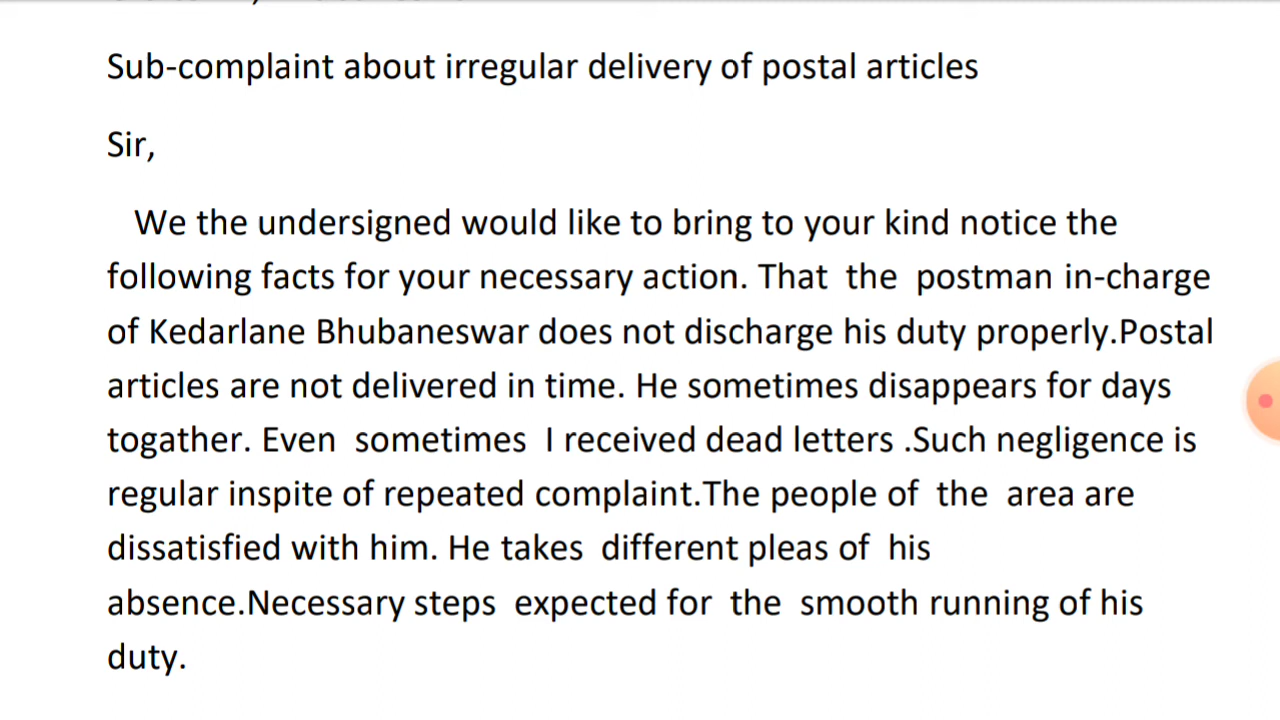 Sub-complaint about irregular delivery of postal articles
Sir,
We the undersigned would like to bring to your kind notice the
following facts for your necessary action. That the postman in-charge
of Kedarlane Bhubaneswar does not discharge his duty properly.Postal
articles are not delivered in time. He sometimes disappears for days
togather. Even sometimes I received dead letters .Such negligence is
regular inspite of repeated complaint.The people of the area are
dissatisfied with him. He takes different pleas of his
absence.Necessary steps expected for the smooth running of his
duty.